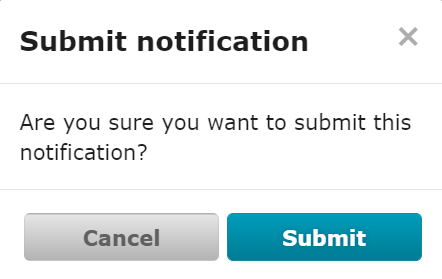 Submit notification
Are you sure you want to submit this
notification?
Cancel
Submit